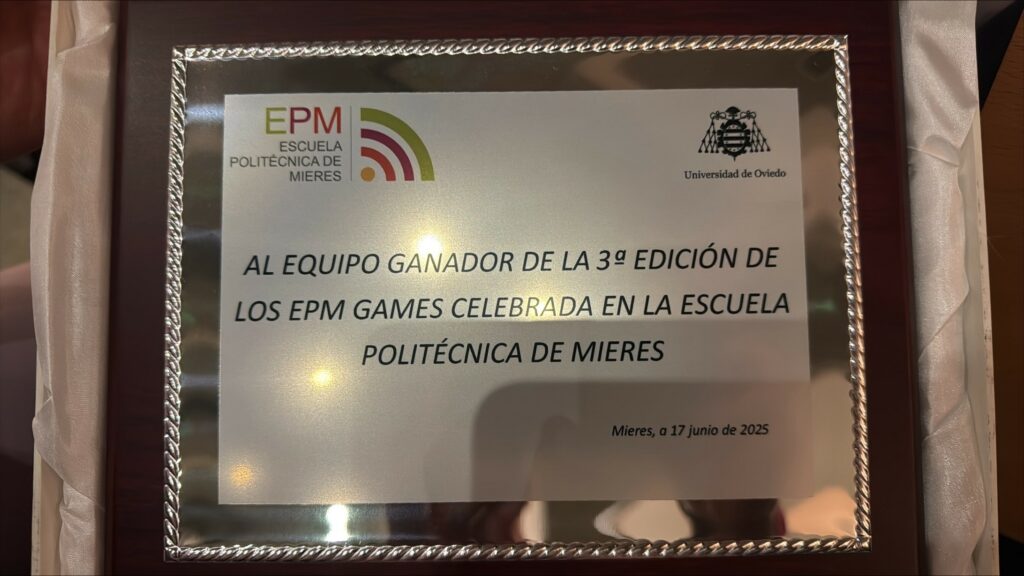 EPM
ESCUELA
POLITÉCNICA DE
MIERES
Universidad de Oviedo
AL EQUIPO GANADOR DE LA 3ª EDICIÓN DE
LOS EPM GAMES CELEBRADA EN LA ESCUELA
POLITÉCNICA DE MIERES
Mieres, a 17 junio de 2025